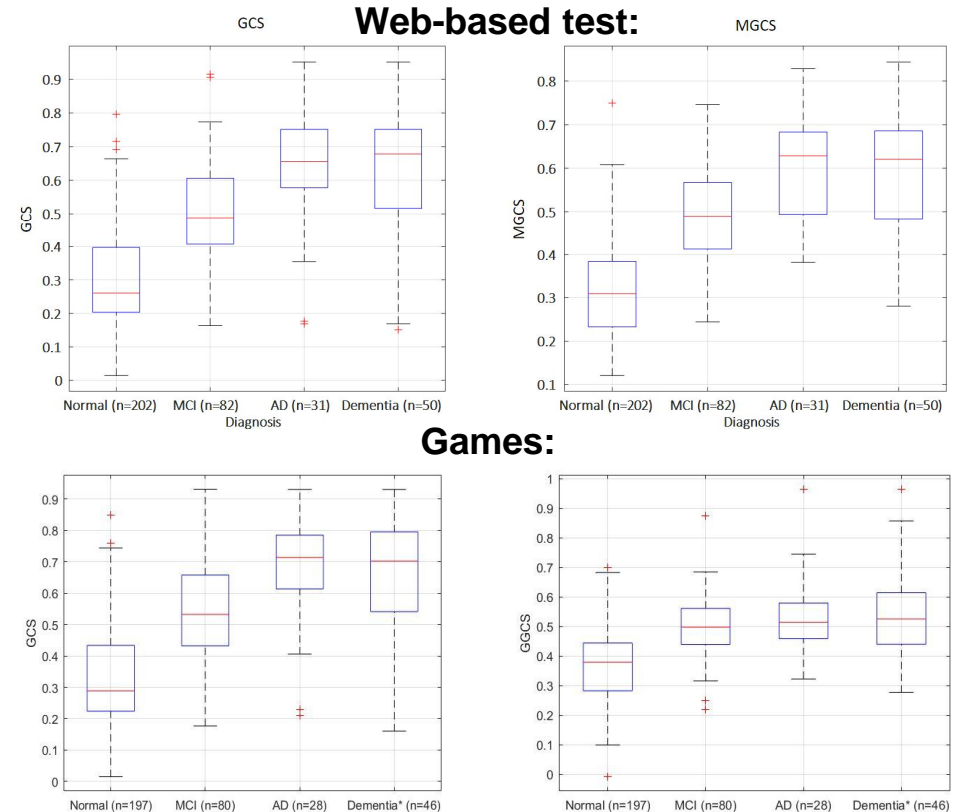 Web-based test:
GCS
GCS
0.9
0.8
0.7
0.6
0.5
0.4
0.3
0.2
0.1
0
Normal (n=202) MCI (n=82) AD (n=31) Dementia (n=50)
Diagnosis
MGCS
MGCS
0.8
0.7
0.6
0.5
0.4
0.3
0.2
0.1
Normal (n=202) MCI (n=82) AD (n=31) Dementia (n=50)
Diagnosis
Games:
GCS
0.9
0.8
0.7
0.6
0.5
0.4
0.3
0.2
0.1
0
Normal (n=197) MCI (n=80) AD (n=28) Dementia* (n=46)
GGCS
1
0.9
0.8
0.7
0.6
0.5
0.4
0.3
0.2
0.1
0
Normal (n=197) MCI (n=80) AD (n=28) Dementia* (n=46)